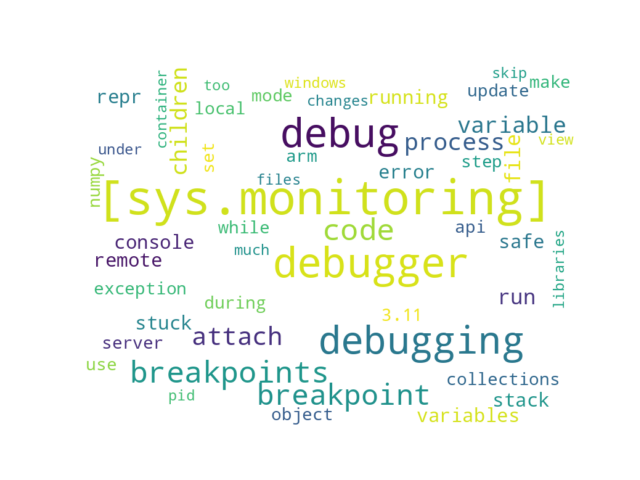 skip
windows
make
too
update
repr
container
children
mode
changes
running
local
debug
variable
process
view
under
set
arm
step
file
error
numpy
files
[sys.monitoring]
while
code
api
safe
console
much
remote
debugger
libraries
exception
run
during
3.11
stuck
attach
server
debugging
use
breakpoints
collections
pid
breakpoint
stack
object
variables